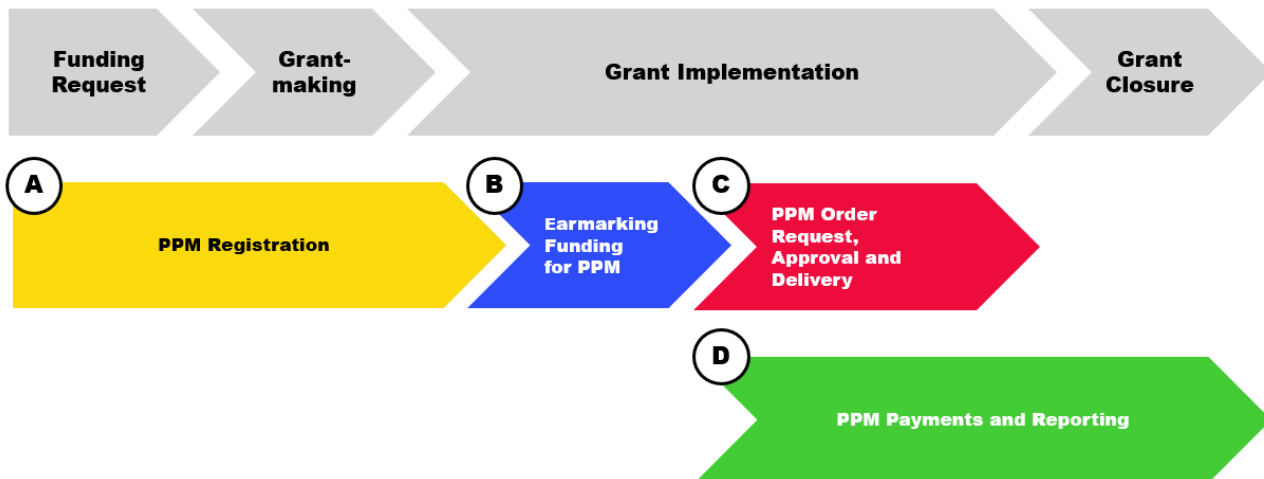 Funding
Request
Grant-
making
Grant Implementation
Grant
Closure
A
PPM Registration
B
Earmarking
Funding
for PPM
C
PPM Order
Request,
Approval and
Delivery
D
PPM Payments and Reporting